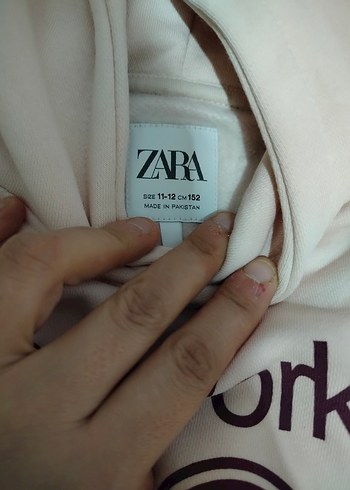 ZARA
SIZE 11-12 CM 152
MADE IN PAKISTAN
ork